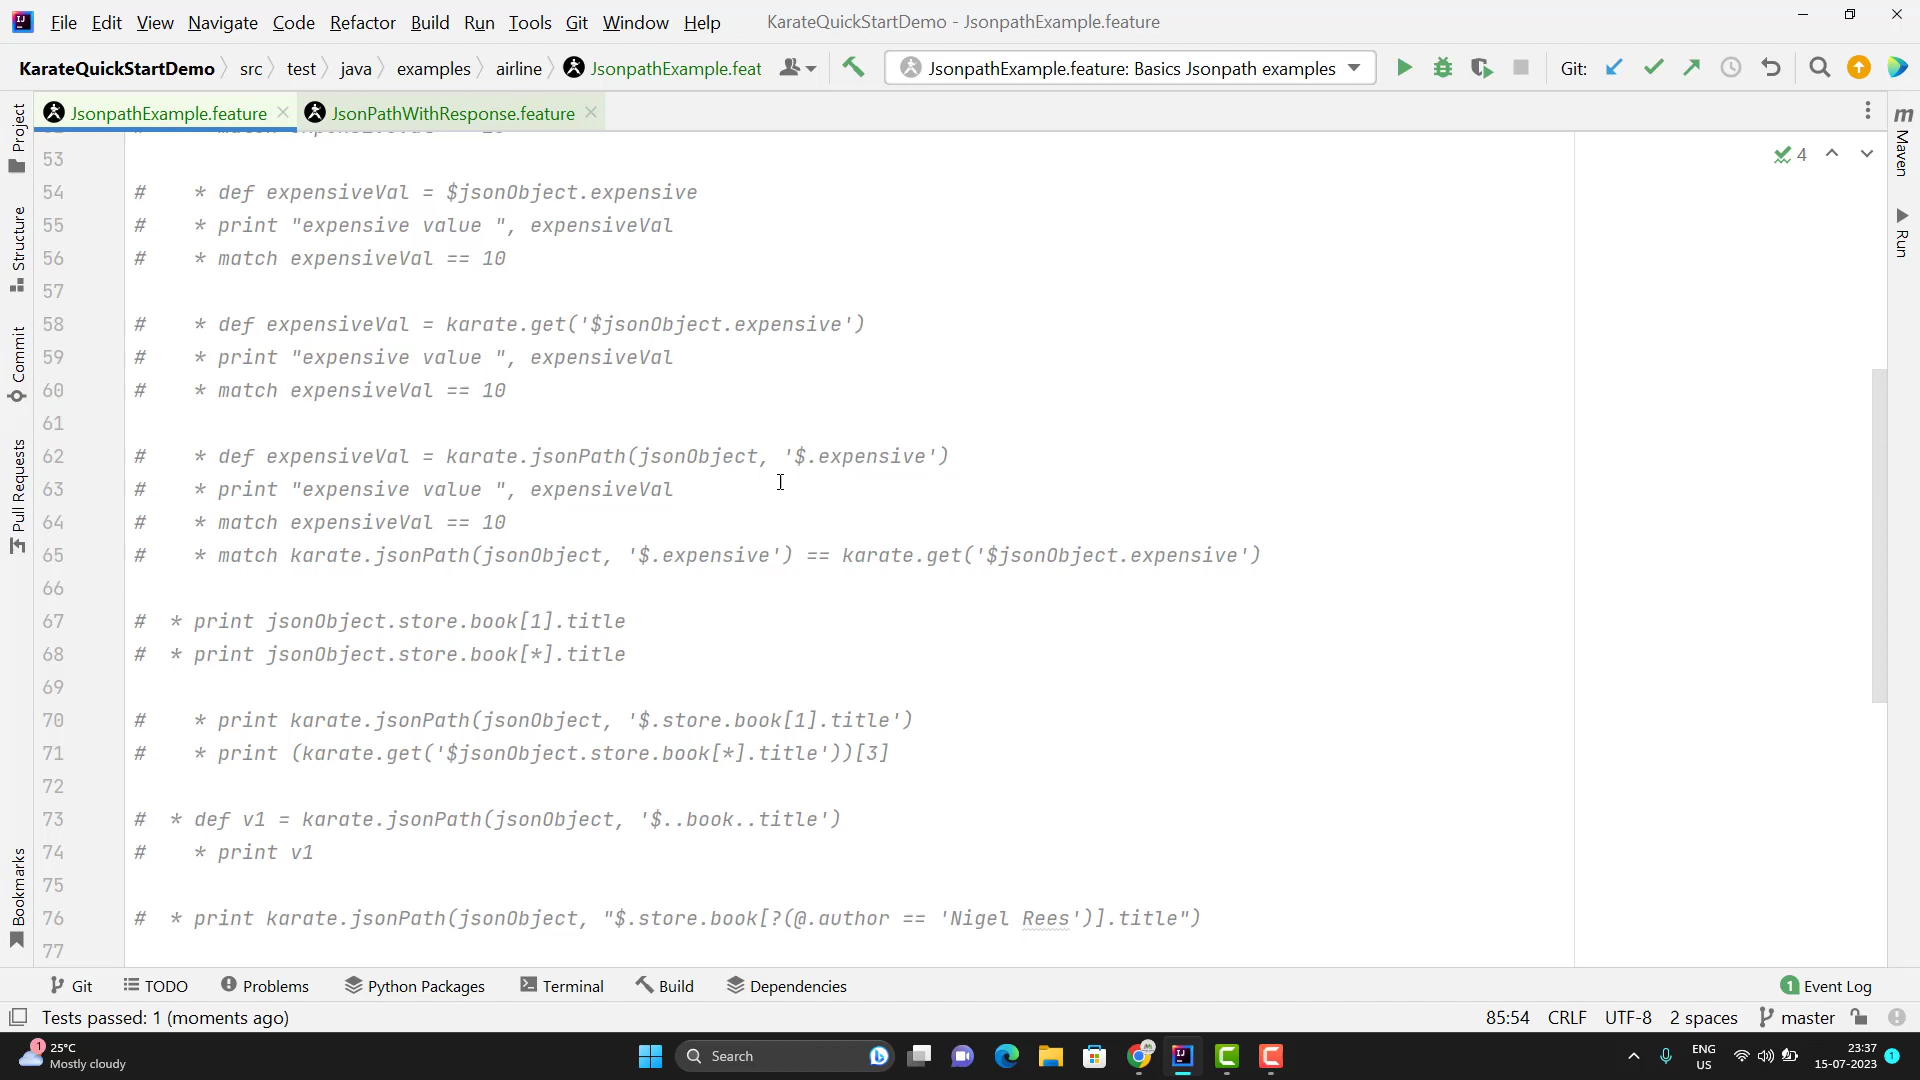 File Edit View Navigate Code Refactor Build Run Tools Git Window Help KarateQuickStartDemo - JsonpathExample.feature
KarateQuickStartDemo src test java examples airline JsonpathExample.feat JsonpathExample.feature: Basics Jsonpath examples Git:
JsonpathExample.feature JsonPathWithResponse.feature
53
54 # * def expensiveVal = $jsonObject.expensive
55 # * print "expensive value ", expensiveVal
56 # * match expensiveVal == 10
57
58 # * def expensiveVal = karate.get('$jsonObject.expensive')
59 # * print "expensive value ", expensiveVal
60 # * match expensiveVal == 10
61
62 # * def expensiveVal = karate.jsonPath(jsonObject, '$.expensive')
63 # * print "expensive value ", expensiveVal
64 # * match expensiveVal == 10
65 # * match karate.jsonPath(jsonObject, '$.expensive') == karate.get('$jsonObject.expensive')
66
67 # * print jsonObject.store.book[1].title
68 # * print jsonObject.store.book[*].title
69
70 # * print karate.jsonPath(jsonObject, '$.store.book[1].title')
71 # * print (karate.get('$jsonObject.store.book[*].title'))[3]
72
73 # * def v1 = karate.jsonPath(jsonObject, '$..book..title')
74 # * print v1
75
76 # * print karate.jsonPath(jsonObject, "$.store.book[?(@.author == 'Nigel Rees')].title")
77
4
Project
Structure
Commit
Pull Requests
Bookmarks
m
Maven
Run
Git TODO Problems Python Packages Terminal Build Dependencies 1 Event Log
Tests passed: 1 (moments ago) 85:54 CRLF UTF-8 2 spaces master
1 25°C
Mostly cloudy
Search
ENG
US
23:37
15-07-2023
1